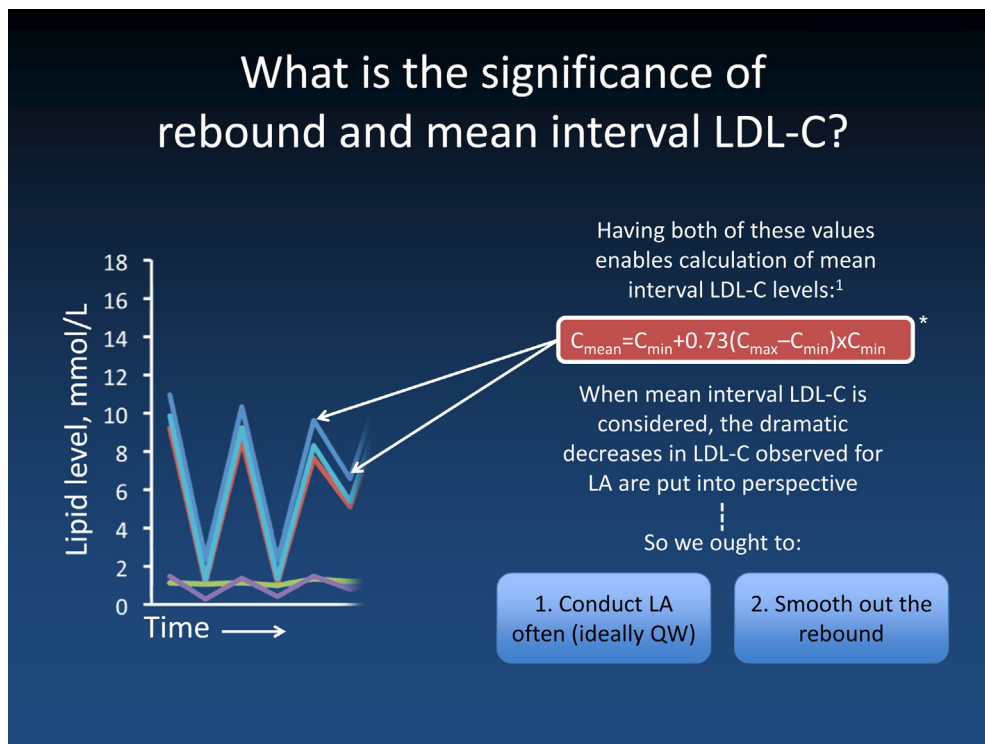 What is the significance of
rebound and mean interval LDL-C?
Having both of these values
enables calculation of mean
interval LDL-C levels:¹
Cmean=Cmin+0.73(Cmax–Cmin)xCmin
*
When mean interval LDL-C is
considered, the dramatic
decreases in LDL-C observed for
LA are put into perspective
So we ought to:
1. Conduct LA
often (ideally QW)
2. Smooth out the
rebound
Lipid level, mmol/L
18
16
14
12
10
8
6
4
2
0
Time